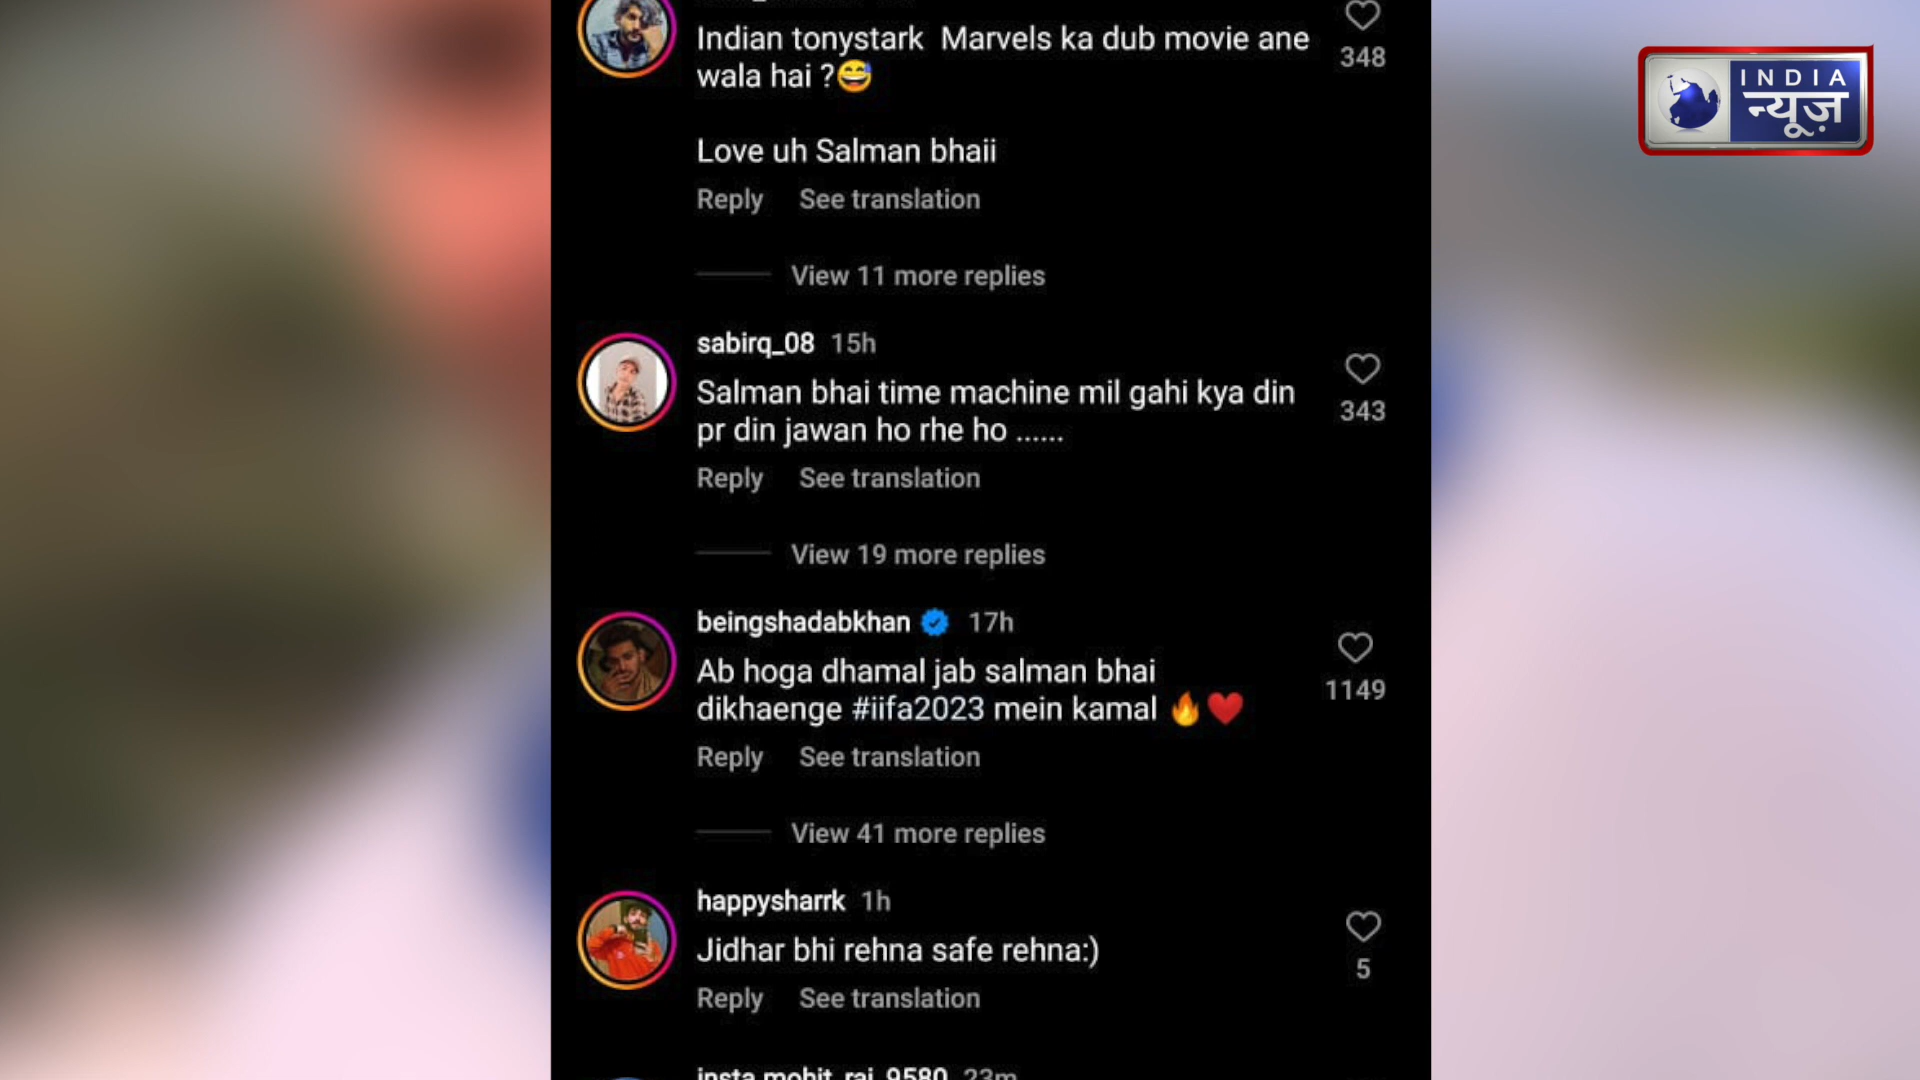 Indian tonystark Marvels ka dub movie ane
wala hai ?😅
348
Love uh Salman bhaii
Reply See translation
View 11 more replies
sabirq_08 15h
Salman bhai time machine mil gahi kya din
pr din jawan ho rhe ho ......
343
Reply See translation
View 19 more replies
beingshadabkhan 17h
Ab hoga dhamal jab salman bhai
dikhaenge #iifa2023 mein kamal 🔥❤️
1149
Reply See translation
View 41 more replies
happysharrk 1h
Jidhar bhi rehna safe rehna:)
5
Reply See translation
insta.mohit_raj_9580 23m
INDIA
न्यूज़